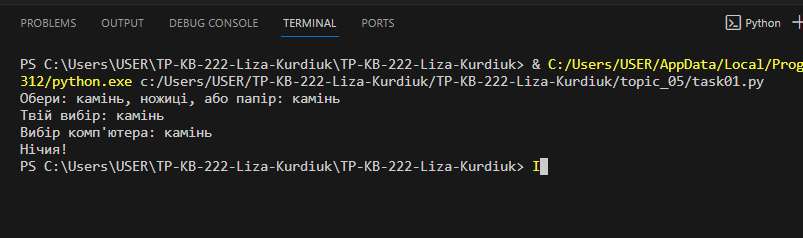 PROBLEMS OUTPUT DEBUG CONSOLE TERMINAL PORTS Python
PS C:\Users\USER\TP-KB-222-Liza-Kurdiuk\TP-KB-222-Liza-Kurdiuk> & C:/Users/USER/AppData/Local/Prog
312/python.exe c:/Users/USER/TP-KB-222-Liza-Kurdiuk/TP-KB-222-Liza-Kurdiuk/topic_05/task01.py
Обери: камінь, ножиці, або папір: камінь
Твій вибір: камінь
Вибір комп'ютера: камінь
Нічия!
PS C:\Users\USER\TP-KB-222-Liza-Kurdiuk\TP-KB-222-Liza-Kurdiuk> I